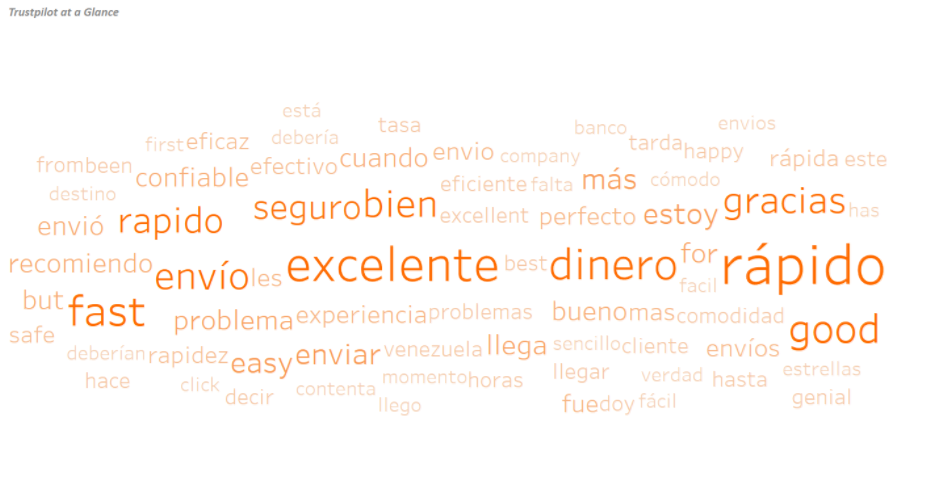 Trustpilot at a Glance
está
tasa
banco
envios
first eficaz
debería
tarda
happy
from been
confiable
efectivo
cuando
envio
company
rápida
este
destino
eficiente
falta
más
cómodo
envió
rapido
seguro
bien
excellent
perfecto
estoy
gracias
has
recomiendo
envío
les
excelente
best
dinero
for
facil
rápido
but
fast
safe
problema
experiencia
problemas
bueno
mas
comodidad
good
deberían
rapidez
easy
enviar
venezuela
llega
sencillo
cliente
envíos
hace
click
decir
contenta
momento
horas
llegar
verdad
hasta
estrellas
llego
fue
doy
fácil
genial